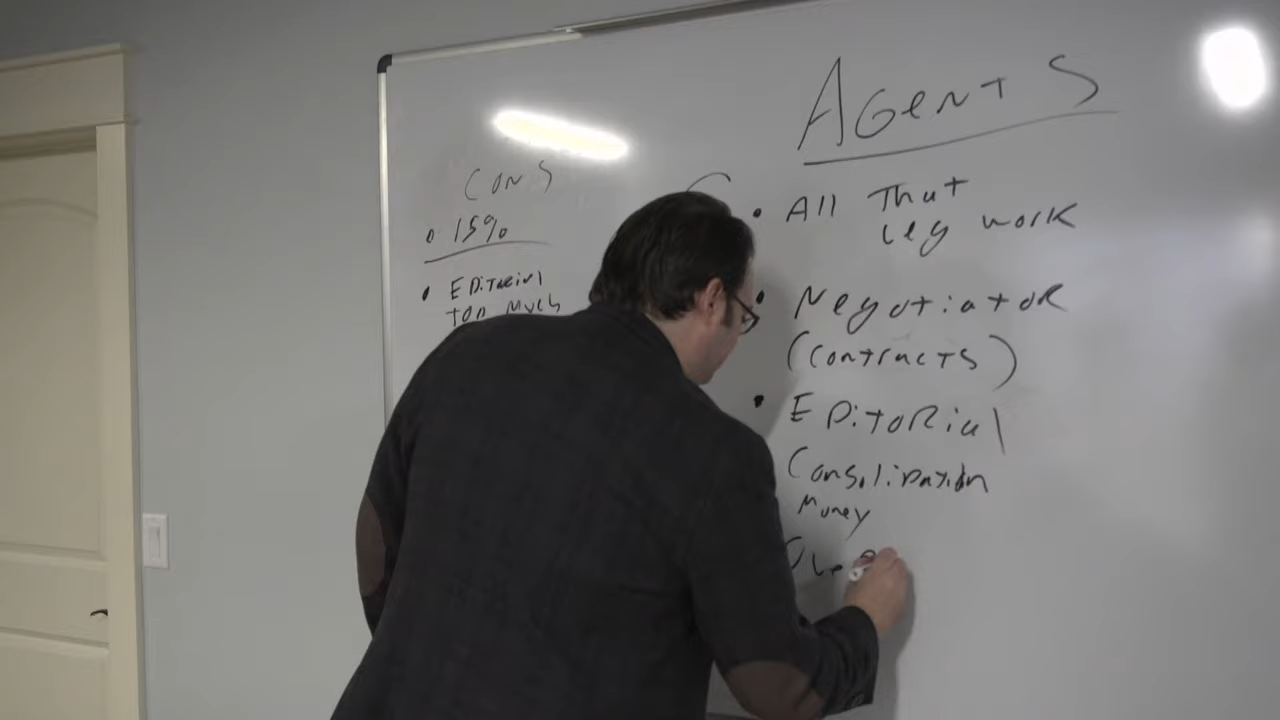 Agents
Cons
15%
Editorial
too much
All That
leg work
Negotiator
(contracts)
Editorial
Consolidation
Money